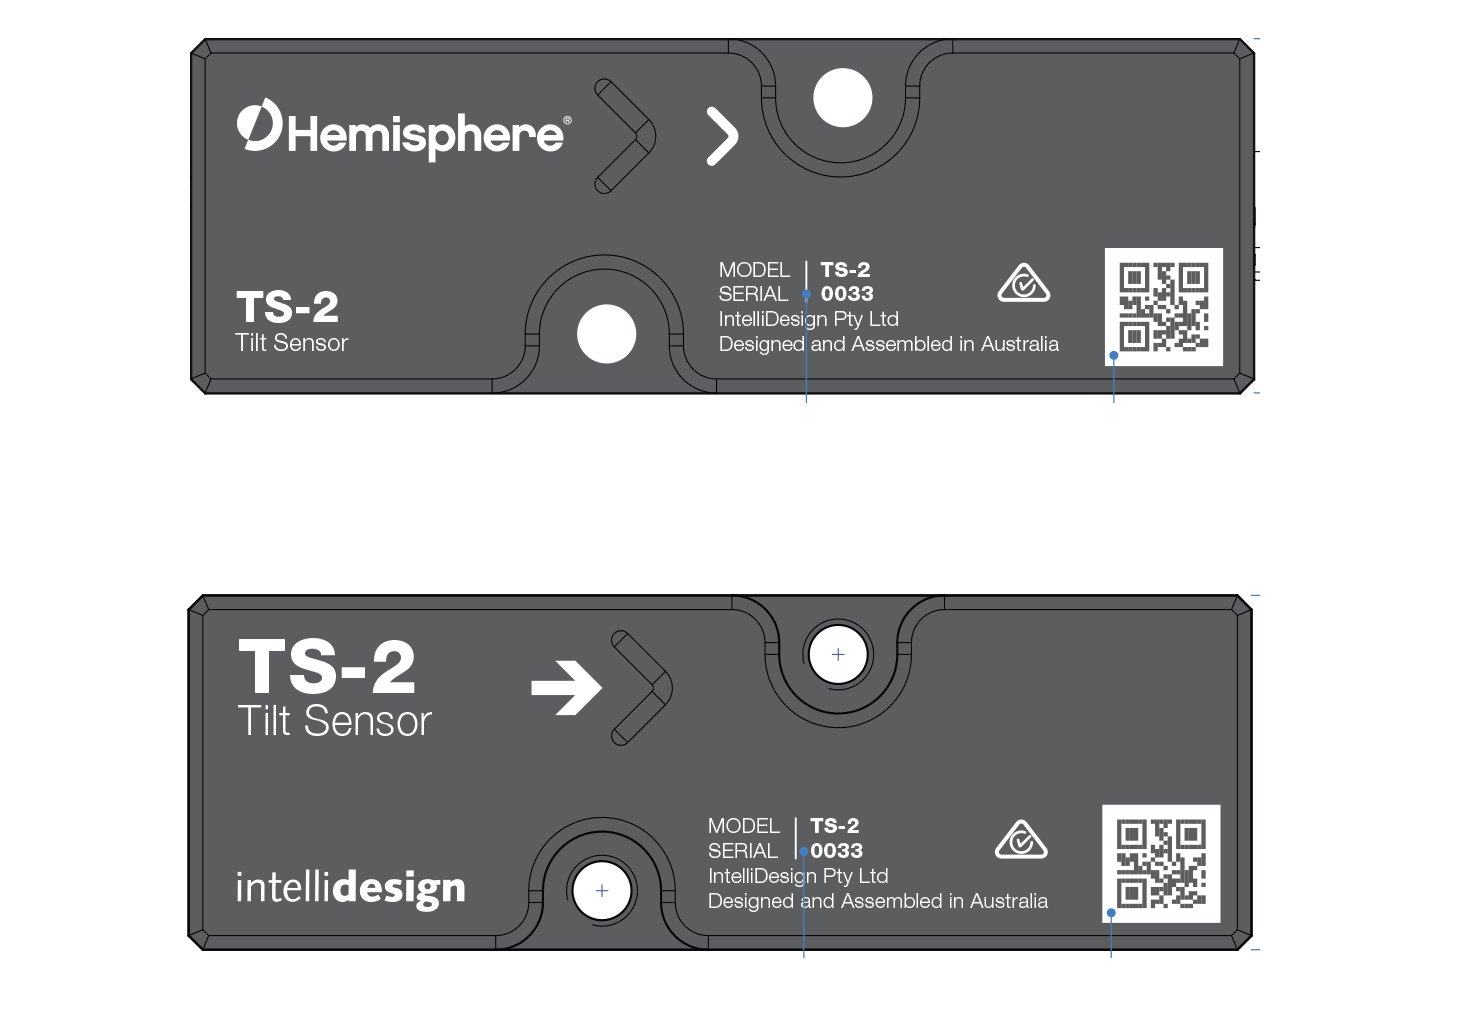 Hemisphere®
TS-2
Tilt Sensor
MODEL TS-2
SERIAL 0033
IntelliDesign Pty Ltd
Designed and Assembled in Australia
TS-2
Tilt Sensor
intellidesign
MODEL TS-2
SERIAL 0033
IntelliDesign Pty Ltd
Designed and Assembled in Australia